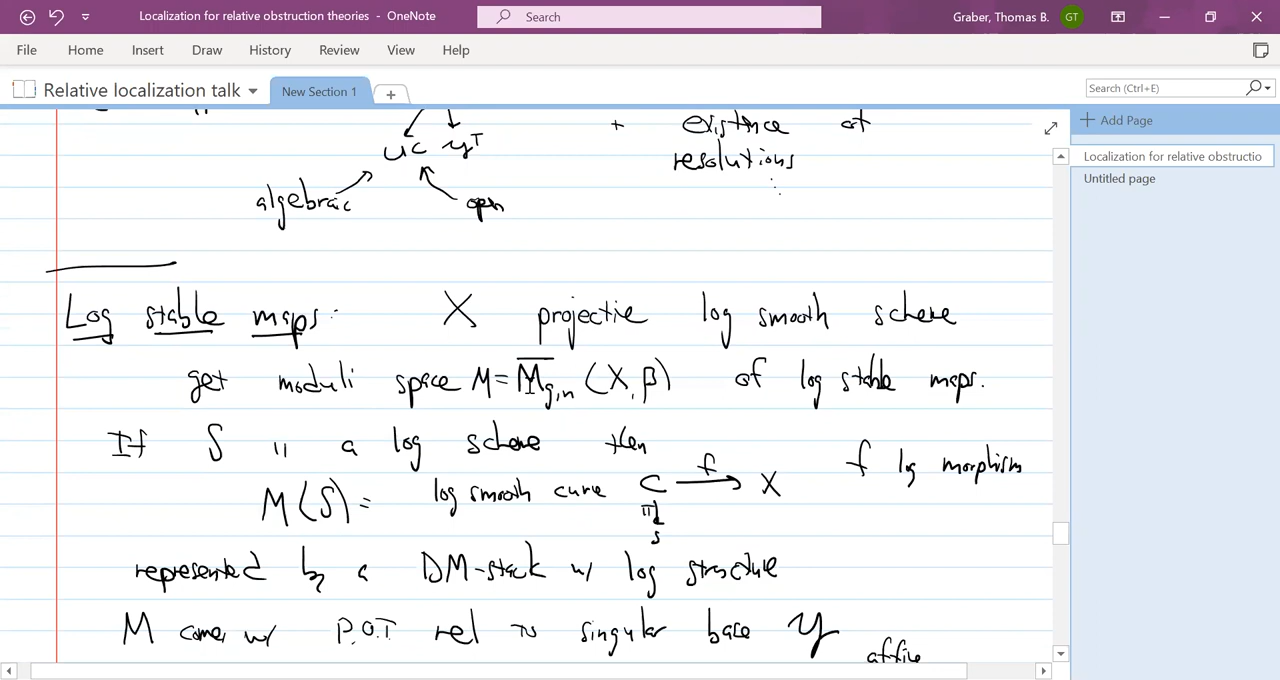 Localization for relative obstruction theories - OneNote
Search
Graber, Thomas B.
GT
File Home Insert Draw History Review View Help
Relative localization talk
New Section 1
+
Search (Ctrl+E)
+ existence of
resolutions
U ⊂ Y^T
algebraic open
Log stable maps: X projectie log smooth scheme
get moduli space M = M̅g,n (X, β) of log stable maps.
If S is a log scheme then
M(S) = log smooth curve C →f X f log morphism
π↓
S
represented by a DM-stack w/ log structure
M comes w/ P.O.T rel to singular base Y
affine
Add Page
Localization for relative obstructio
Untitled page